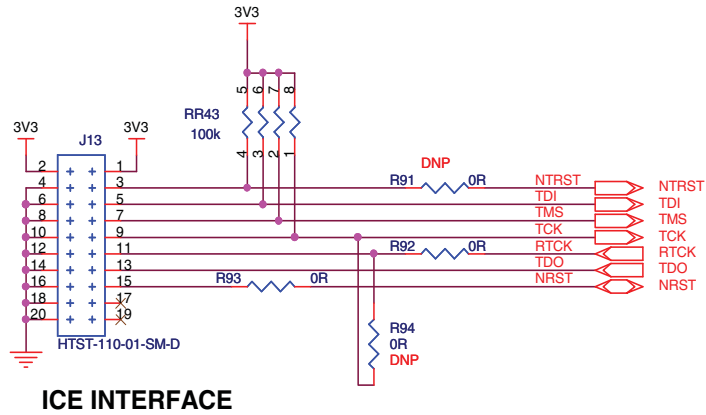 3V3
5 6 7 8
RR43
100k
4 3 2 1
3V3 3V3
J13
DNP
2 1
4 3 R91 0R NTRST NTRST
6 5 TDI TDI
8 7 TMS TMS
10 9 TCK TCK
12 11 R92 0R RTCK RTCK
14 13 TDO TDO
16 15 R93 0R NRST NRST
18 17
20 19
R94
0R
DNP
HTST-110-01-SM-D
ICE INTERFACE